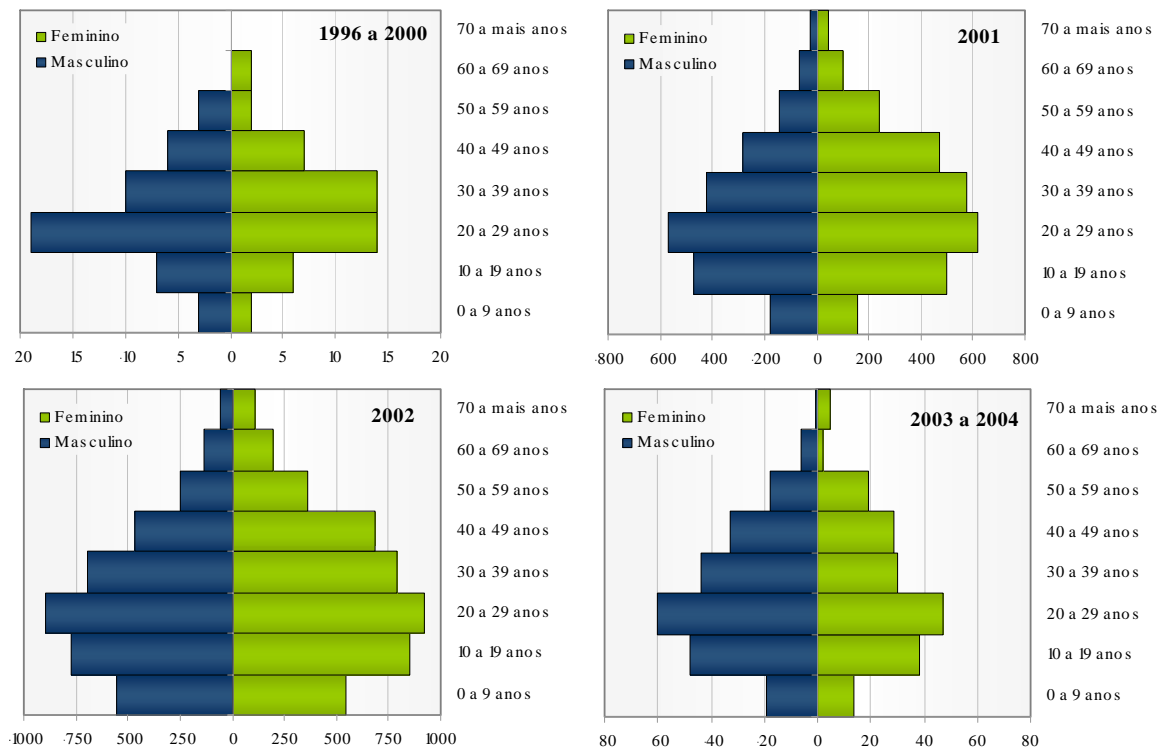 Feminino
Masculino
1996 a 2000
70 a mais anos
60 a 69 anos
50 a 59 anos
40 a 49 anos
30 a 39 anos
20 a 29 anos
10 a 19 anos
0 a 9 anos
20 15 -10 5 0 5 10 15 20
Feminino
Masculino
2001
70 a mais anos
60 a 69 anos
50 a 59 anos
40 a 49 anos
30 a 39 anos
20 a 29 anos
10 a 19 anos
0 a 9 anos
-800 600 400 -200 0 200 400 600 800
Feminino
Masculino
2002
70 a mais anos
60 a 69 anos
50 a 59 anos
40 a 49 anos
30 a 39 anos
20 a 29 anos
10 a 19 anos
0 a 9 anos
-1000 -750 500 250 0 250 500 750 1000
Feminino
Masculino
2003 a 2004
70 a mais anos
60 a 69 anos
50 a 59 anos
40 a 49 anos
30 a 39 anos
20 a 29 anos
10 a 19 anos
0 a 9 anos
80 60 -40 -20 0 20 40 60 80